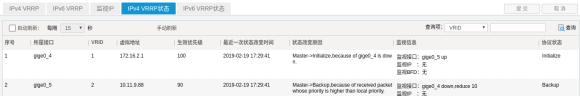 IPv4 VRRP IPv6 VRRP 监视IP IPv4 VRRP状态 IPv6 VRRP状态 提交 取消
自动刷新: 每隔 15 秒 手动刷新 查询项: VRID 查询
序号 所属接口 VRID 虚拟地址 生效优先级 最近一次状态改变时间 状态改变原因 监视信息 协议状态
1 gige0_4 1 172.16.2.1 100 2019-02-19 17:29:41 Master->Initialize,because of gige0_4 is down. 监视接口: gige0_5 up Initialize
监视IP : 无
监视BFD: 无
2 gige0_5 2 10.11.9.88 90 2019-02-19 17:29:41 Master->Backup,because of received packet whose priority is higher than local priority. 监视接口: gige0_4 down,reduce 10 Backup
监视IP : 无